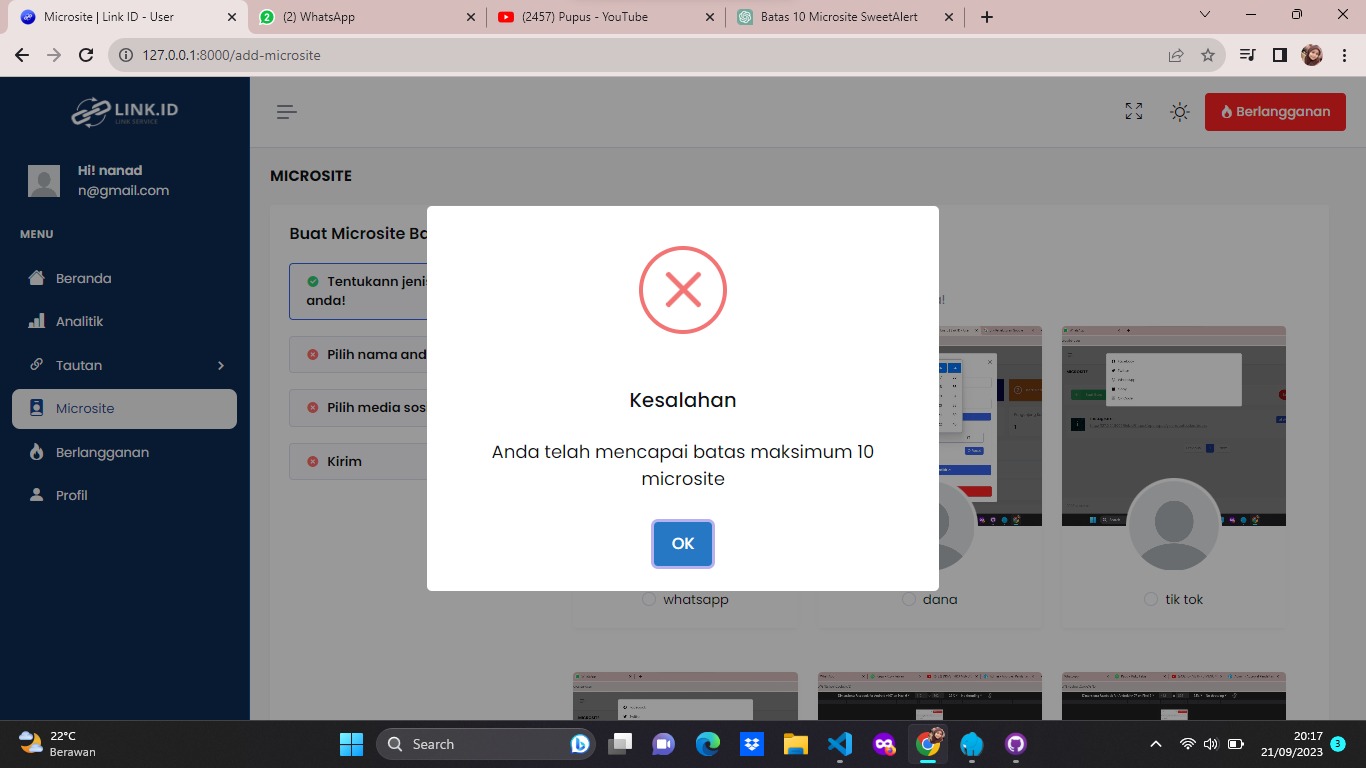 Microsite | Link ID - User
(2) WhatsApp
(2457) Pupus - YouTube
Batas 10 Microsite SweetAlert
127.0.0.1:8000/add-microsite
LINK.ID
LINK SERVICE
Berlangganan
Hi! nanad
n@gmail.com
MENU
Beranda
Analitik
Tautan
Microsite
Berlangganan
Profil
MICROSITE
Buat Microsite Ba
Tentukann jenis
anda!
Pilih nama and
Pilih media sos
Kirim
Kesalahan
Anda telah mencapai batas maksimum 10
microsite
OK
whatsapp
dana
tik tok
22°C
Berawan
Search
20:17
21/09/2023
3